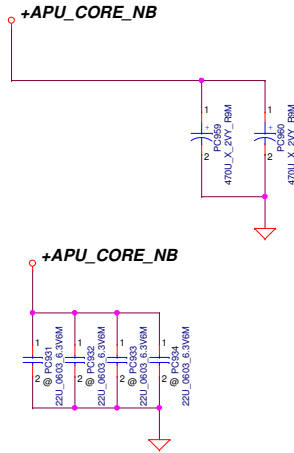 +APU_CORE_NB
1
+
2
PC959
470U_X_2VY_R9M
1
+
2
PC960
470U_X_2VY_R9M
+APU_CORE_NB
1
2
@ PC931
22U_0603_6.3V6M
1
2
@ PC932
22U_0603_6.3V6M
1
2
@ PC933
22U_0603_6.3V6M
1
2
@ PC934
22U_0603_6.3V6M